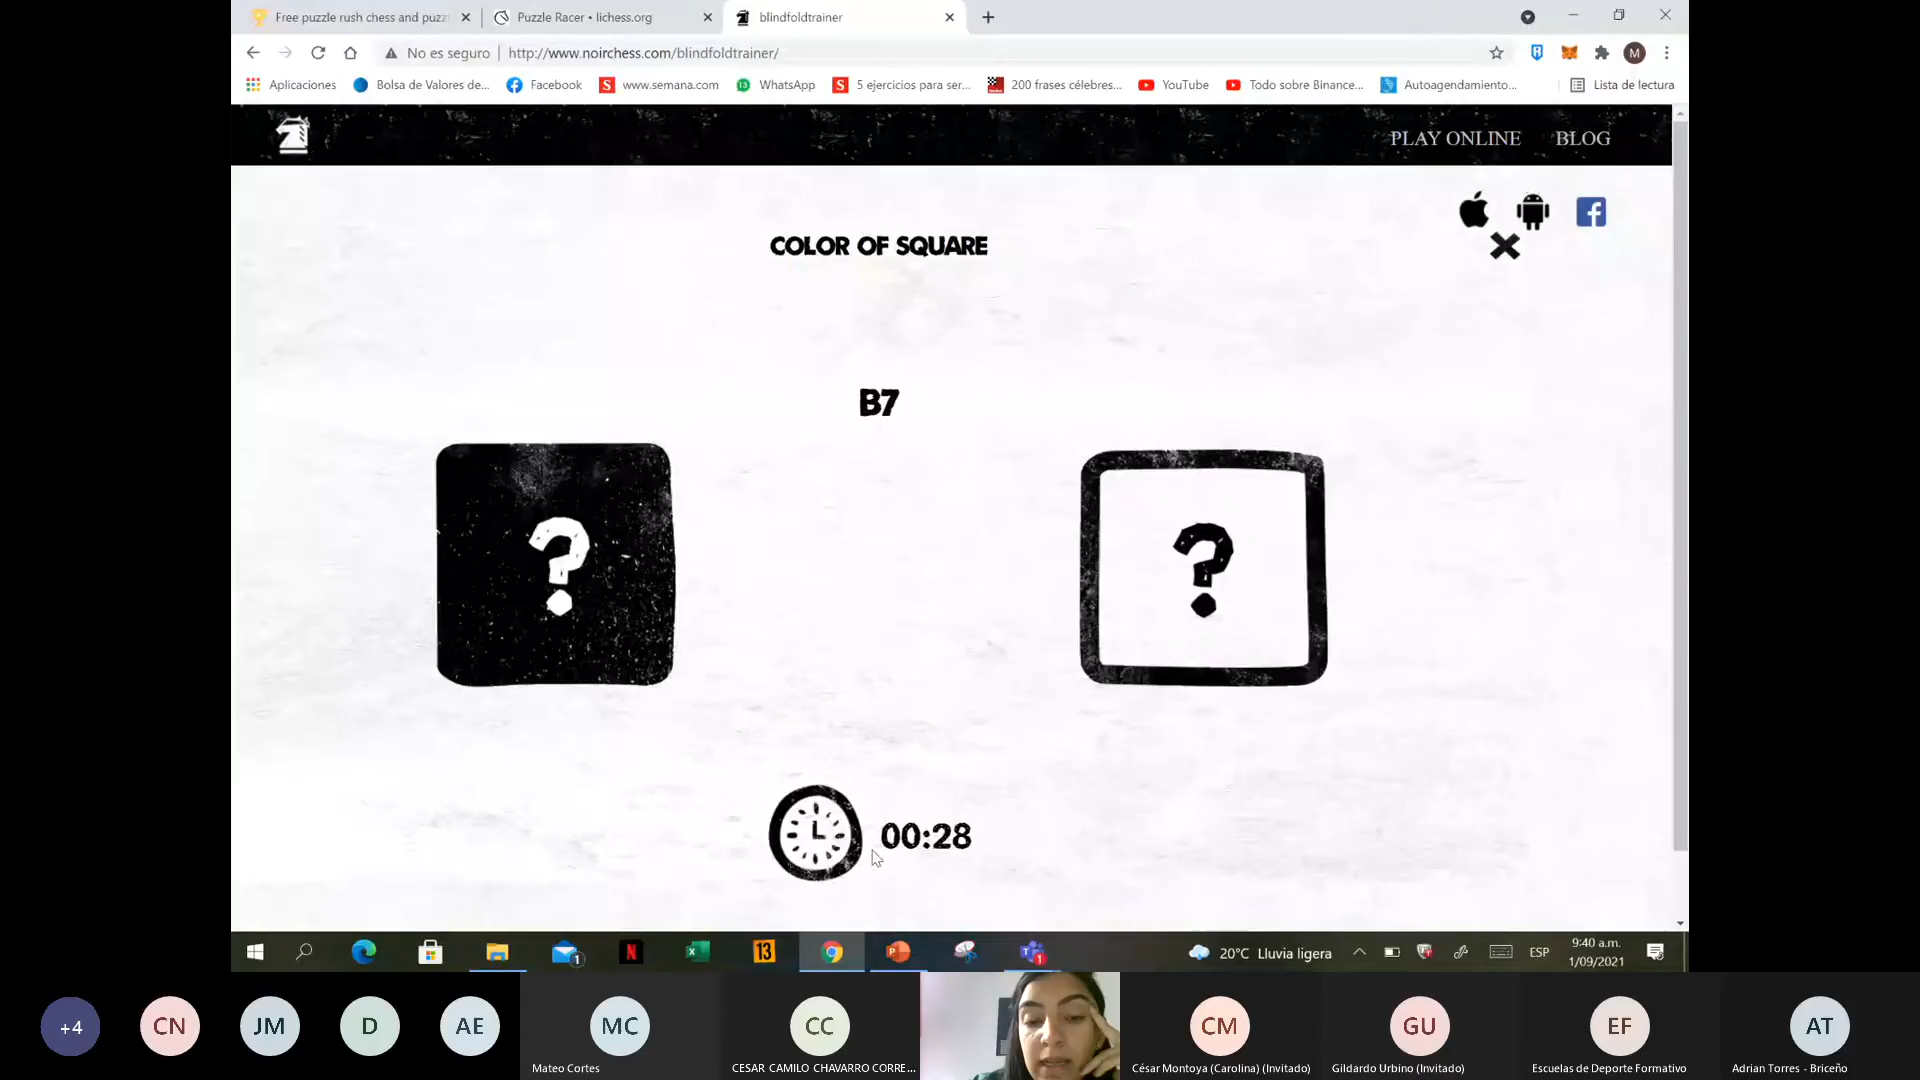 Free puzzle rush chess and puzz
Puzzle Racer • lichess.org
blindfoldtrainer
No es seguro
http://www.noirchess.com/blindfoldtrainer/
M
Aplicaciones
Bolsa de Valores de...
Facebook
www.semana.com
13
WhatsApp
5 ejercicios para ser...
200 frases célebres...
YouTube
Todo sobre Binance...
Autoagendamiento...
Lista de lectura
PLAY ONLINE
BLOG
COLOR OF SQUARE
B7
?
?
00:28
1
N
13
1
20°C Lluvia ligera
ESP
9:40 a.m.
1/09/2021
+4
CN
JM
D
AE
MC
CC
CM
GU
EF
AT
Mateo Cortes
CESAR CAMILO CHAVARRO CORRE...
César Montoya (Carolina) (Invitado)
Gildardo Urbino (Invitado)
Escuelas de Deporte Formativo
Adrian Torres - Briceño